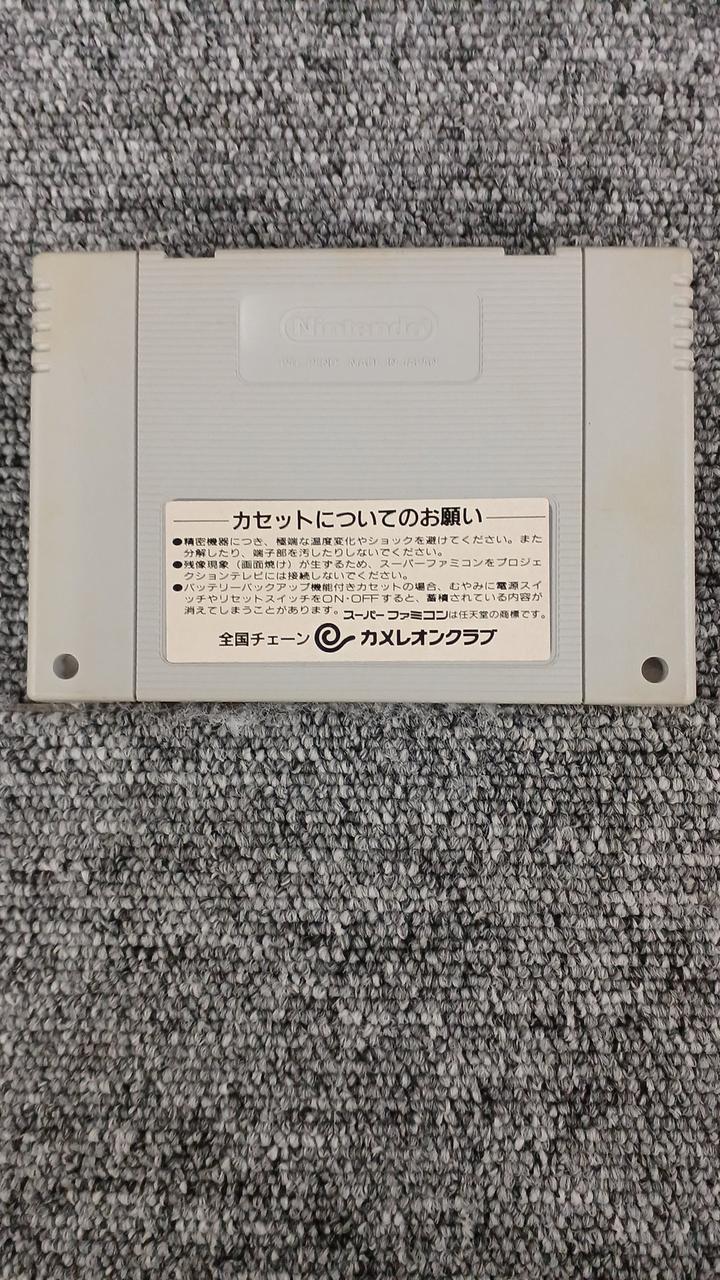 Nintendo
PAT. PEND. MADE IN JAPAN
カセットについてのお願い
●精密機器につき、極端な温度変化やショックを避けてください。また
分解したり、端子部を汚したりしないでください。
●残像現象（画面焼け）が生ずるため、スーパーファミコンをプロジェ
クションテレビには接続しないでください。
●バッテリーバックアップ機能付きカセットの場合、むやみに電源スイ
ッチやリセットスイッチをON・OFFすると、蓄積されている内容が
消えてしまうことがあります。スーパーファミコンは任天堂の商標です。
全国チェーン カメレオンクラブ